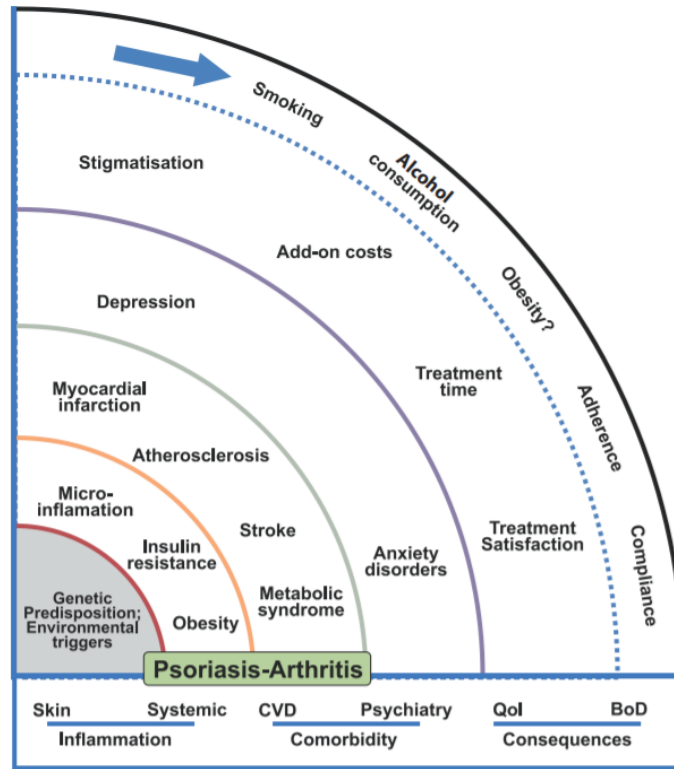 Smoking
Alcohol
consumption
Stigmatisation
Add-on costs
Obesity?
Depression
Treatment
time
Myocardial
infarction
Adherence
Atherosclerosis
Micro-
inflamation
Stroke
Treatment
Satisfaction
Compliance
Insulin
resistance
Anxiety
disorders
Genetic
Predisposition;
Environmental
triggers
Metabolic
syndrome
Obesity
Psoriasis-Arthritis
Skin Systemic CVD Psychiatry Qol BoD
Inflammation Comorbidity Consequences